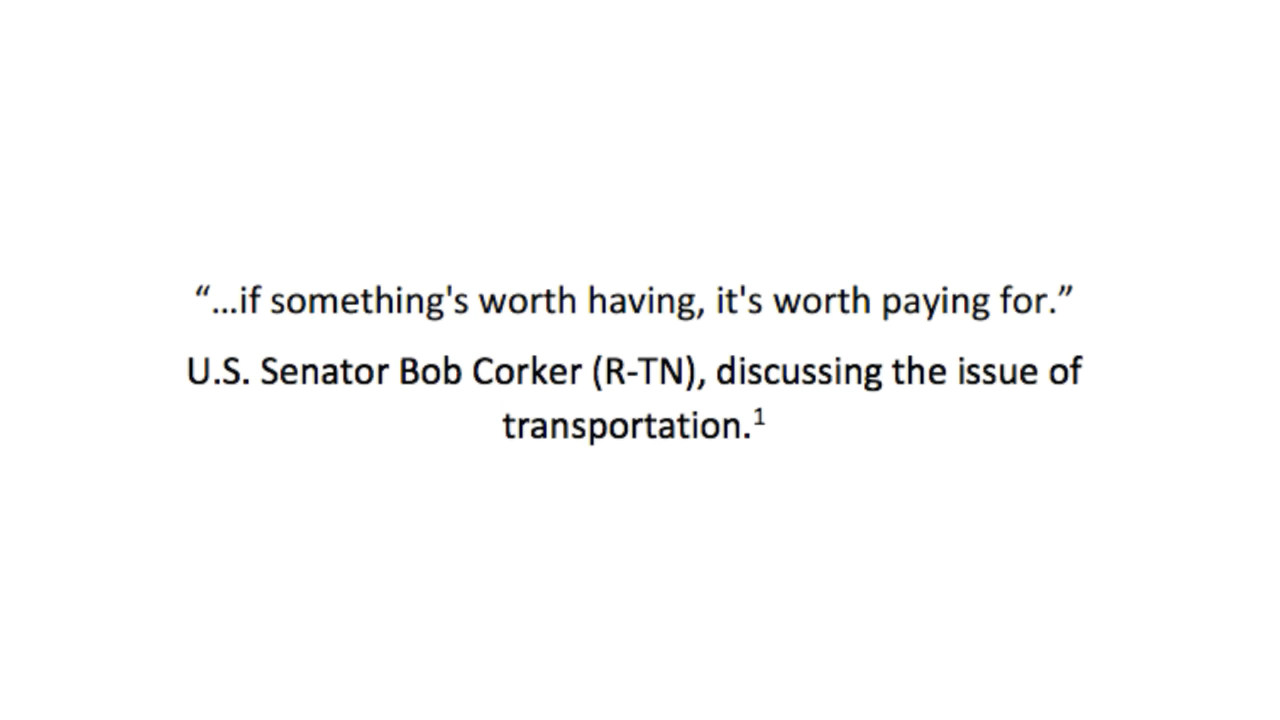 “…if something's worth having, it's worth paying for.”
U.S. Senator Bob Corker (R-TN), discussing the issue of
transportation.¹